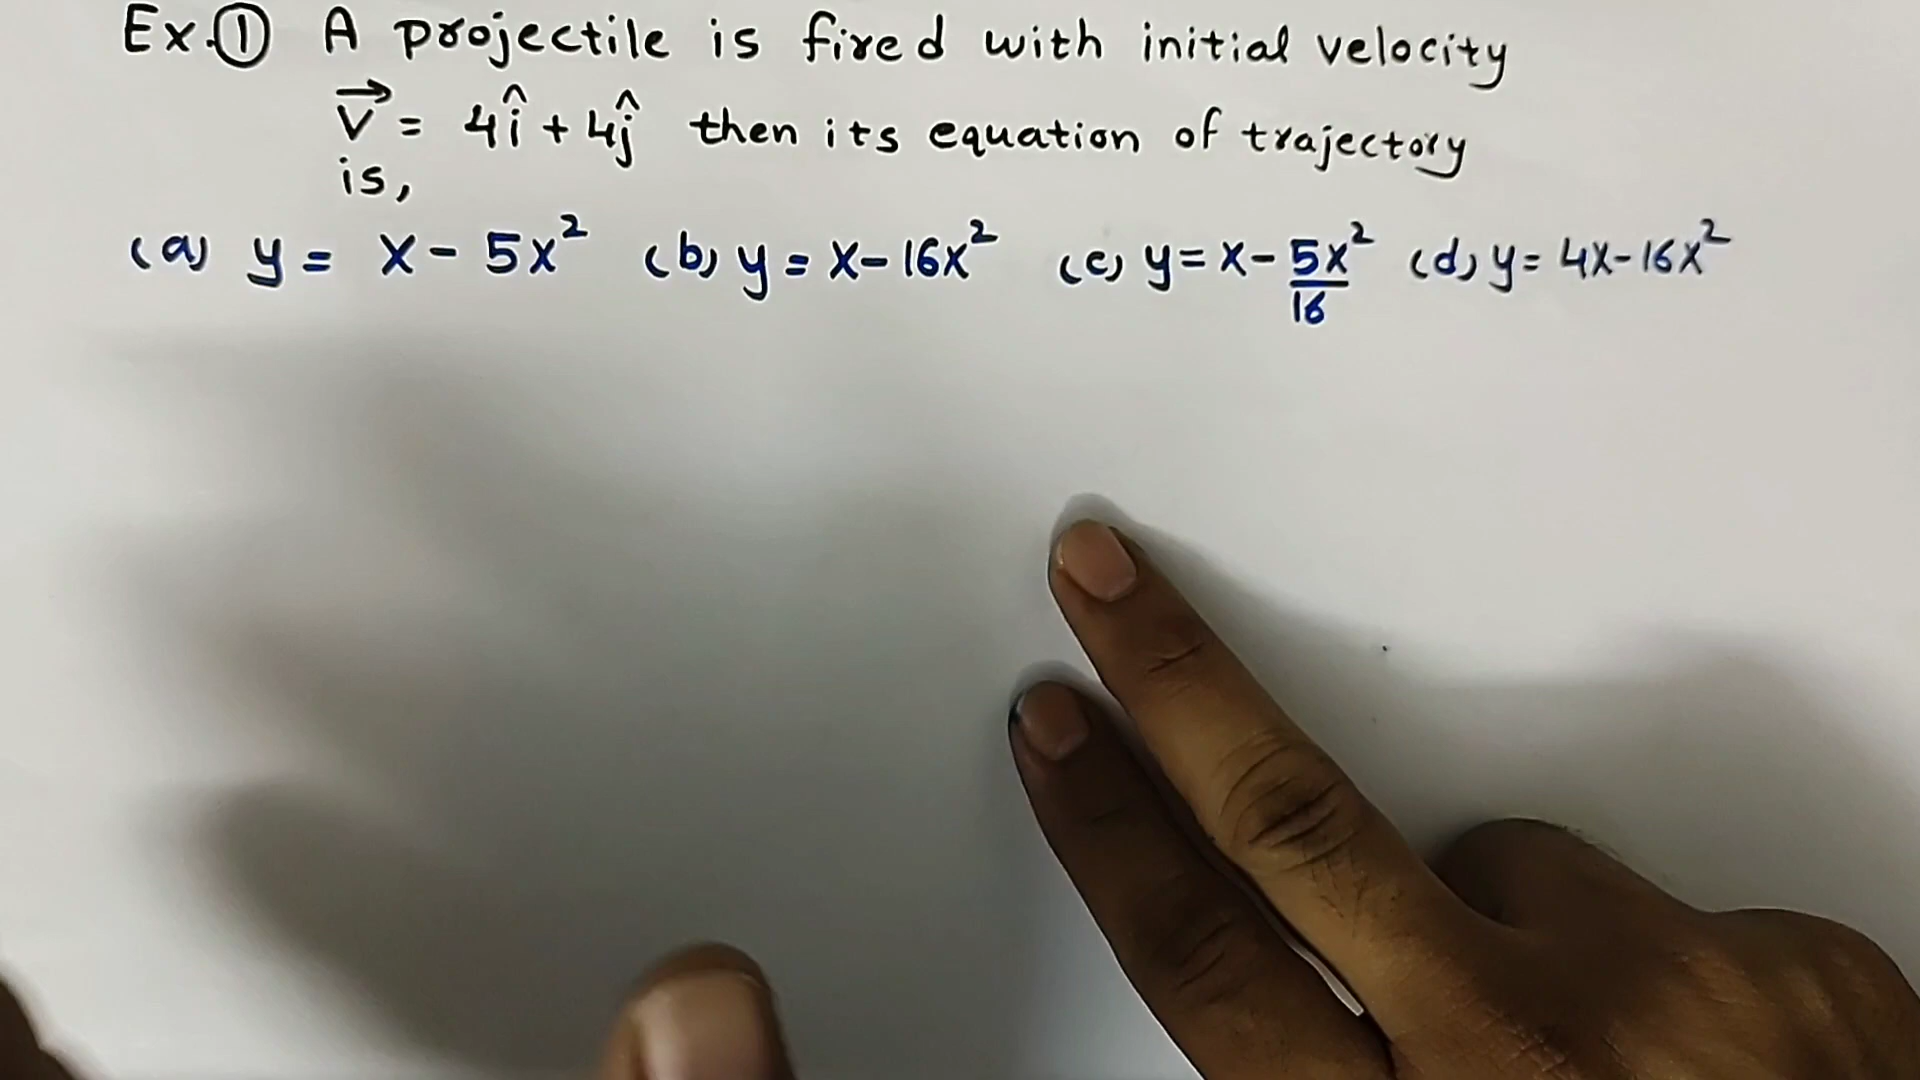 Ex.① A projectile is fired with initial velocity
v⃗ = 4î + 4ĵ then its equation of trajectory
is,
(a) y = x - 5x² (b) y = x - 16x² (c) y = x - 5x²/16 (d) y = 4x - 16x²